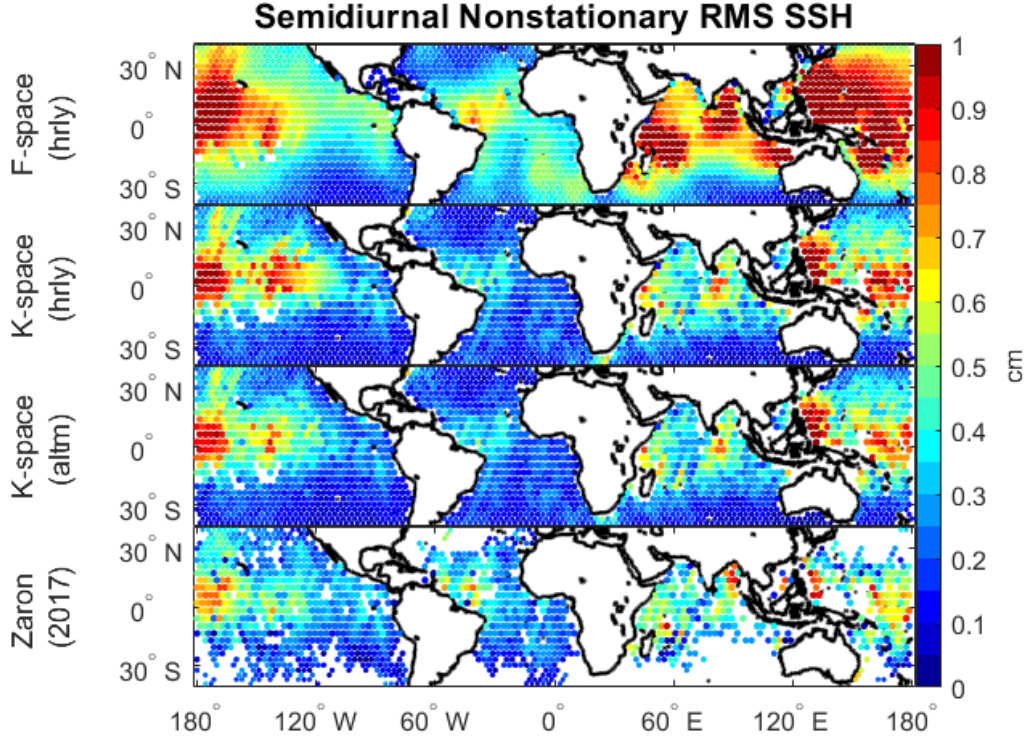 Semidiurnal Nonstationary RMS SSH
F-space
(hrly)
30° N
0°
30° S
K-space
(hrly)
30° N
0°
30° S
K-space
(altm)
30° N
0°
30° S
Zaron
(2017)
30° N
0°
30° S
180°
120° W
60° W
0°
60° E
120° E
180°
1
0.9
0.8
0.7
0.6
0.5
0.4
0.3
0.2
0.1
0
cm